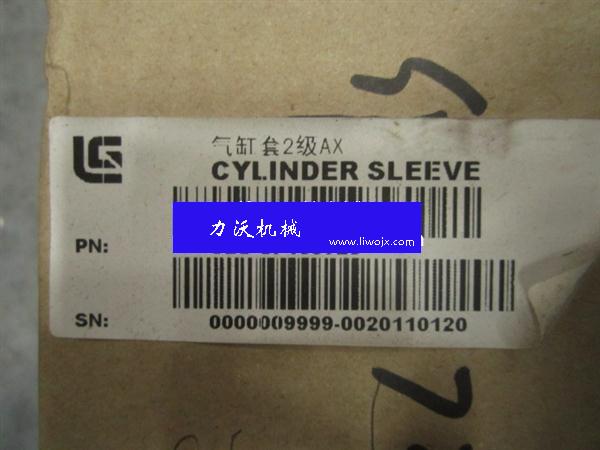 LG
气缸套2级AX
CYLINDER SLEEVE
力沃机械
www.liwojx.com
PN:
SN:
0000009999-0020110120